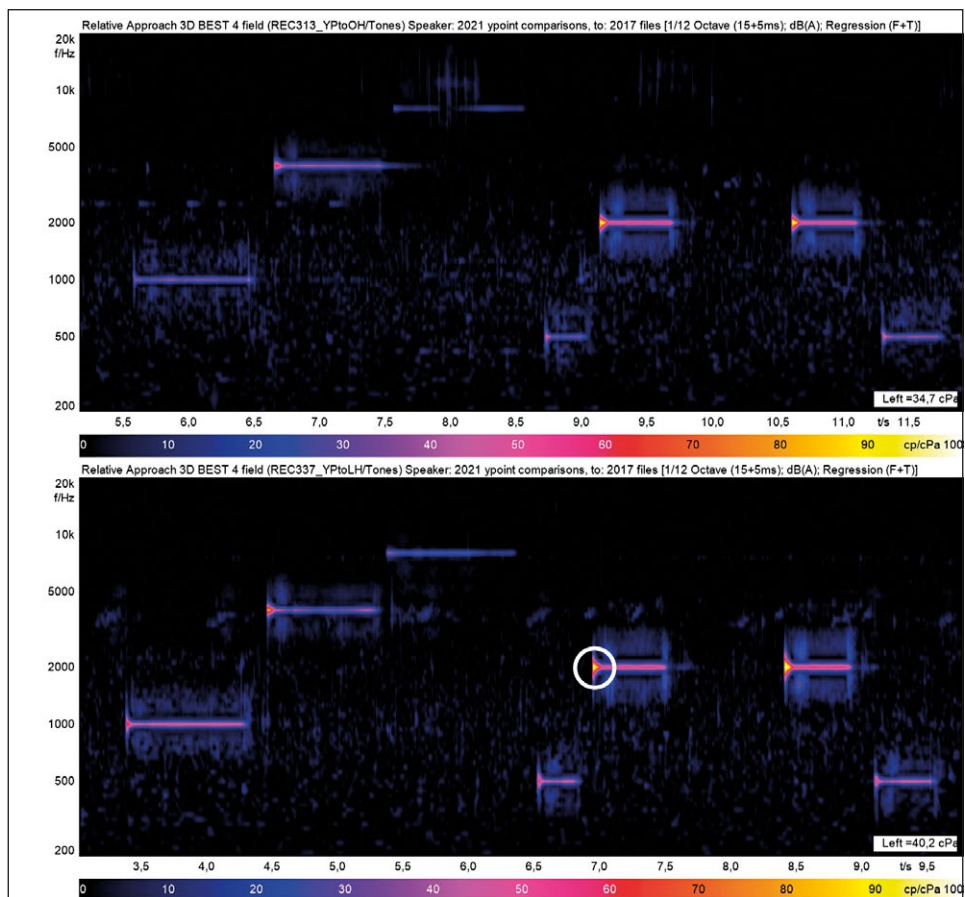 Relative Approach 3D BEST 4 field (REC313_YPtoOH/Tones) Speaker: 2021 ypoint comparisons, to: 2017 files [1/12 Octave (15+5ms); dB(A); Regression (F+T)]
20k
f/Hz
10k
5000
2000
1000
500
200
Left =34,7 cPa
5,5 6,0 6,5 7,0 7,5 8,0 8,5 9,0 9,5 10,0 10,5 11,0 t/s 11,5
0 10 20 30 40 50 60 70 80 90 cp/cPa 100
Relative Approach 3D BEST 4 field (REC337_YPtoLH/Tones) Speaker: 2021 ypoint comparisons, to: 2017 files [1/12 Octave (15+5ms); dB(A); Regression (F+T)]
20k
f/Hz
10k
5000
2000
1000
500
200
Left =40,2 cPa
3,5 4,0 4,5 5,0 5,5 6,0 6,5 7,0 7,5 8,0 8,5 9,0 t/s 9,5
0 10 20 30 40 50 60 70 80 90 cp/cPa 100